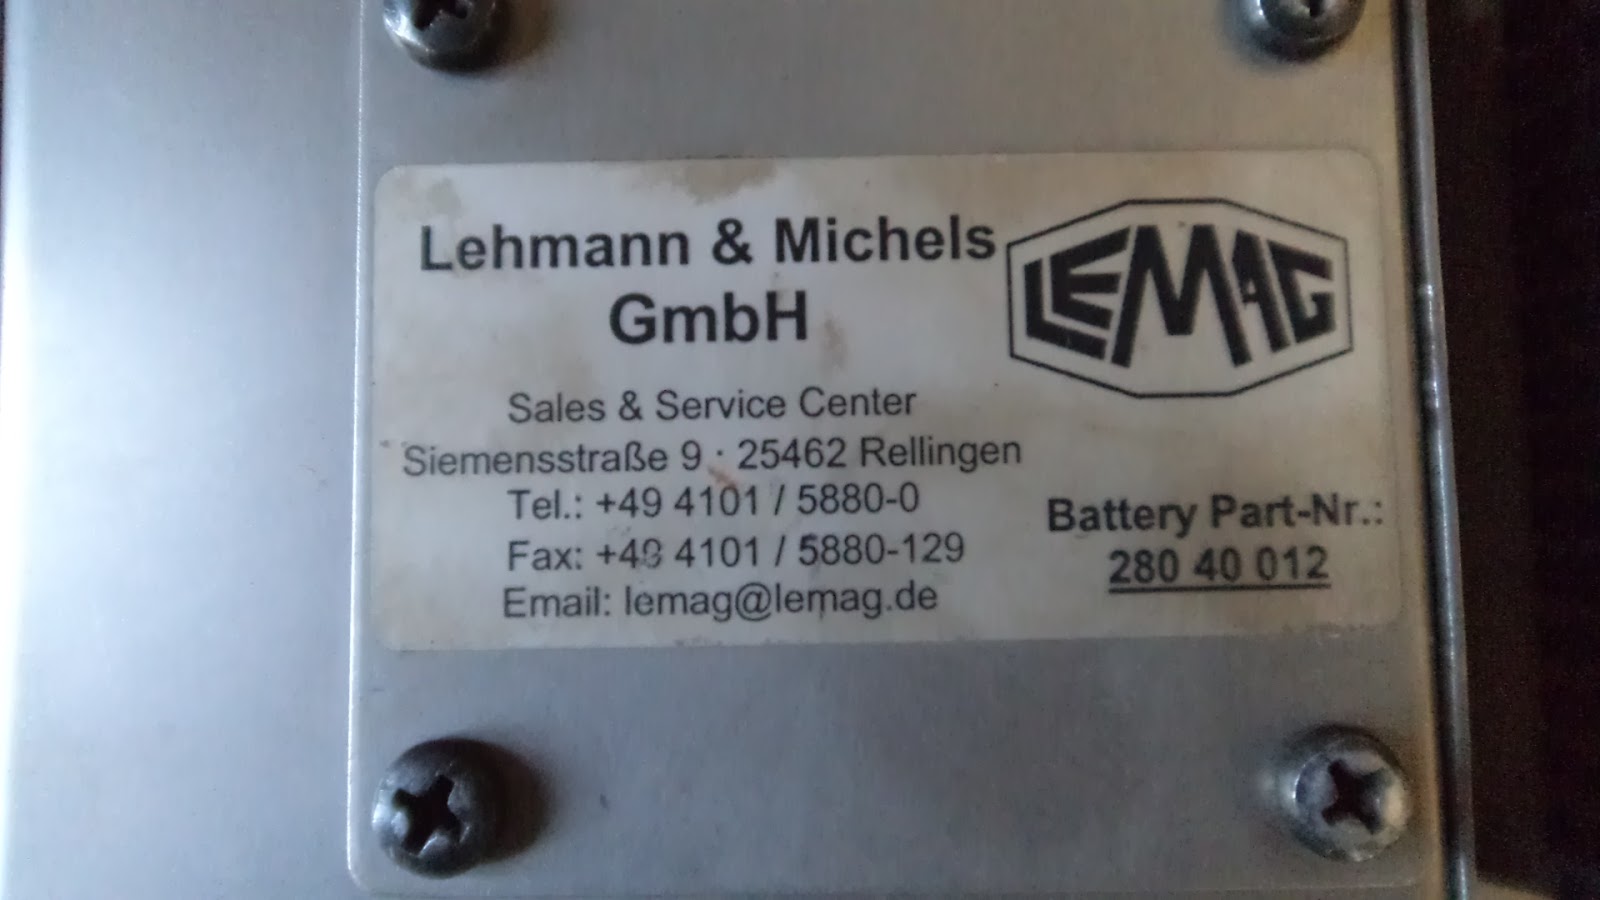 Lehmann & Michels
GmbH
LEMAG
Sales & Service Center
Siemensstraße 9 · 25462 Rellingen
Tel.: +49 4101 / 5880-0
Fax: +49 4101 / 5880-129
Email: lemag@lemag.de
Battery Part-Nr.:
280 40 012